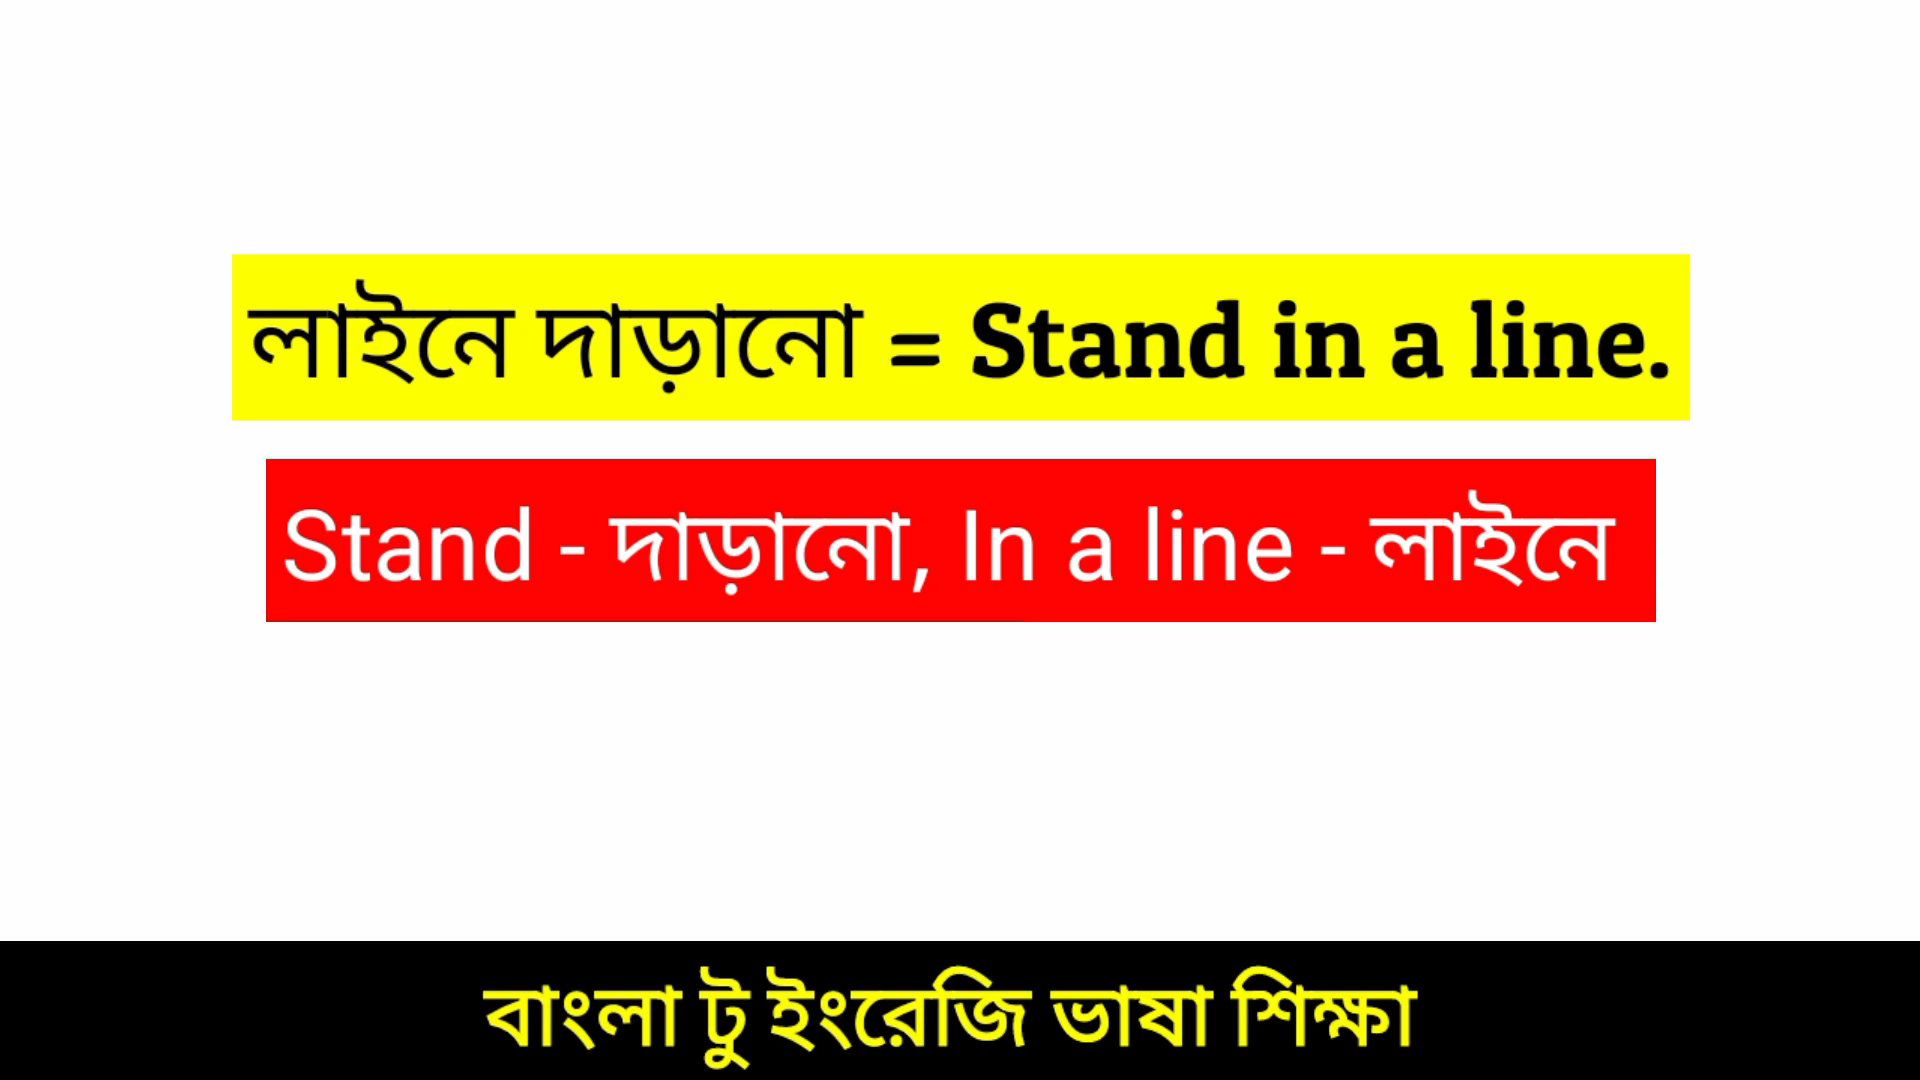 লাইনে দাড়ানো = Stand in a line.
Stand - দাড়ানো, In a line - লাইনে
বাংলা টু ইংরেজি ভাষা শিক্ষা